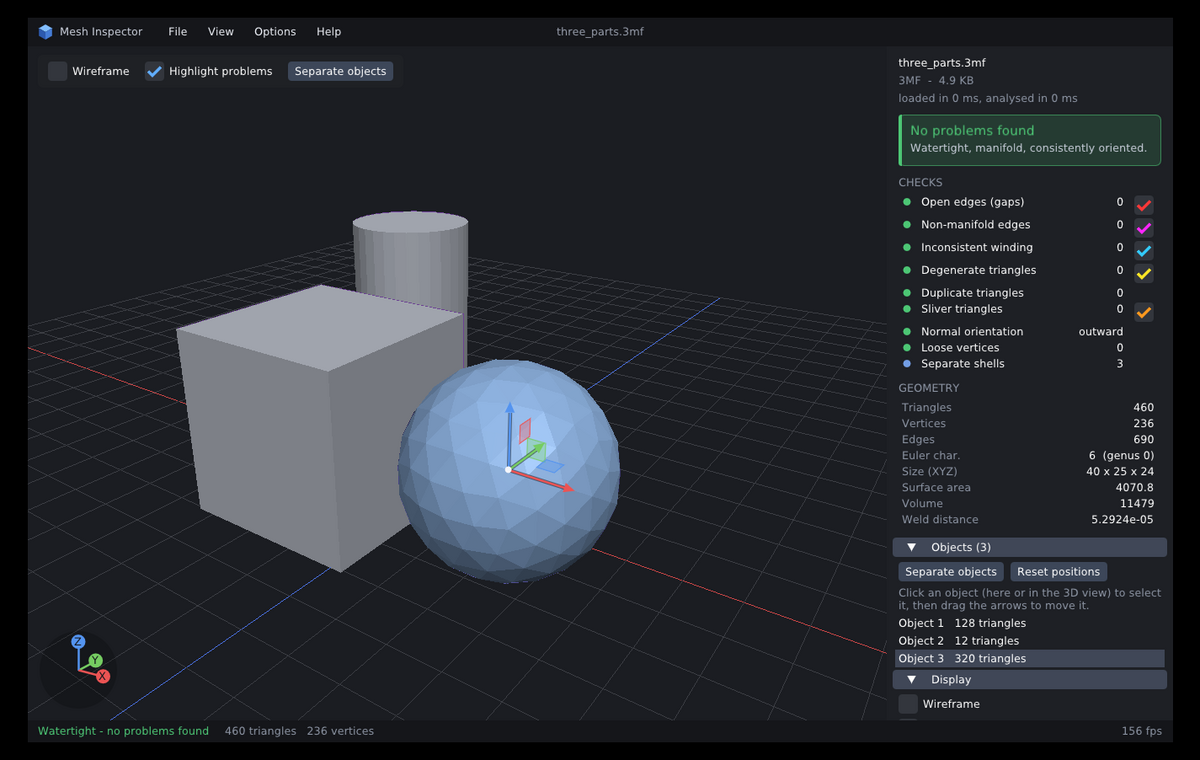 Mesh Inspector File View Options Help three_parts.3mf
Wireframe Highlight problems Separate objects
three_parts.3mf
3MF - 4.9 KB
loaded in 0 ms, analysed in 0 ms
No problems found
Watertight, manifold, consistently oriented.
CHECKS
Open edges (gaps) 0
Non-manifold edges 0
Inconsistent winding 0
Degenerate triangles 0
Duplicate triangles 0
Sliver triangles 0
Normal orientation outward
Loose vertices 0
Separate shells 3
GEOMETRY
Triangles 460
Vertices 236
Edges 690
Euler char. 6 (genus 0)
Size (XYZ) 40 x 25 x 24
Surface area 4070.8
Volume 11479
Weld distance 5.2924e-05
Objects (3)
Separate objects Reset positions
Click an object (here or in the 3D view) to select
it, then drag the arrows to move it.
Object 1 128 triangles
Object 2 12 triangles
Object 3 320 triangles
Display
Wireframe
Z
Y
X
Watertight - no problems found 460 triangles 236 vertices 156 fps